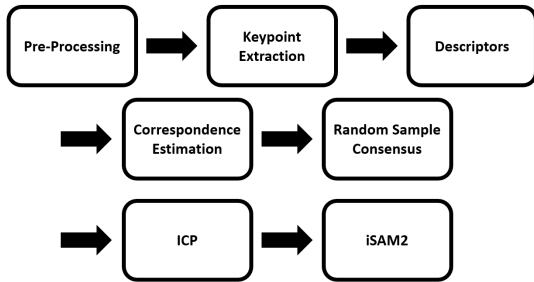 Pre-Processing
Keypoint
Extraction
Descriptors
Correspondence
Estimation
Random Sample
Consensus
ICP
iSAM2